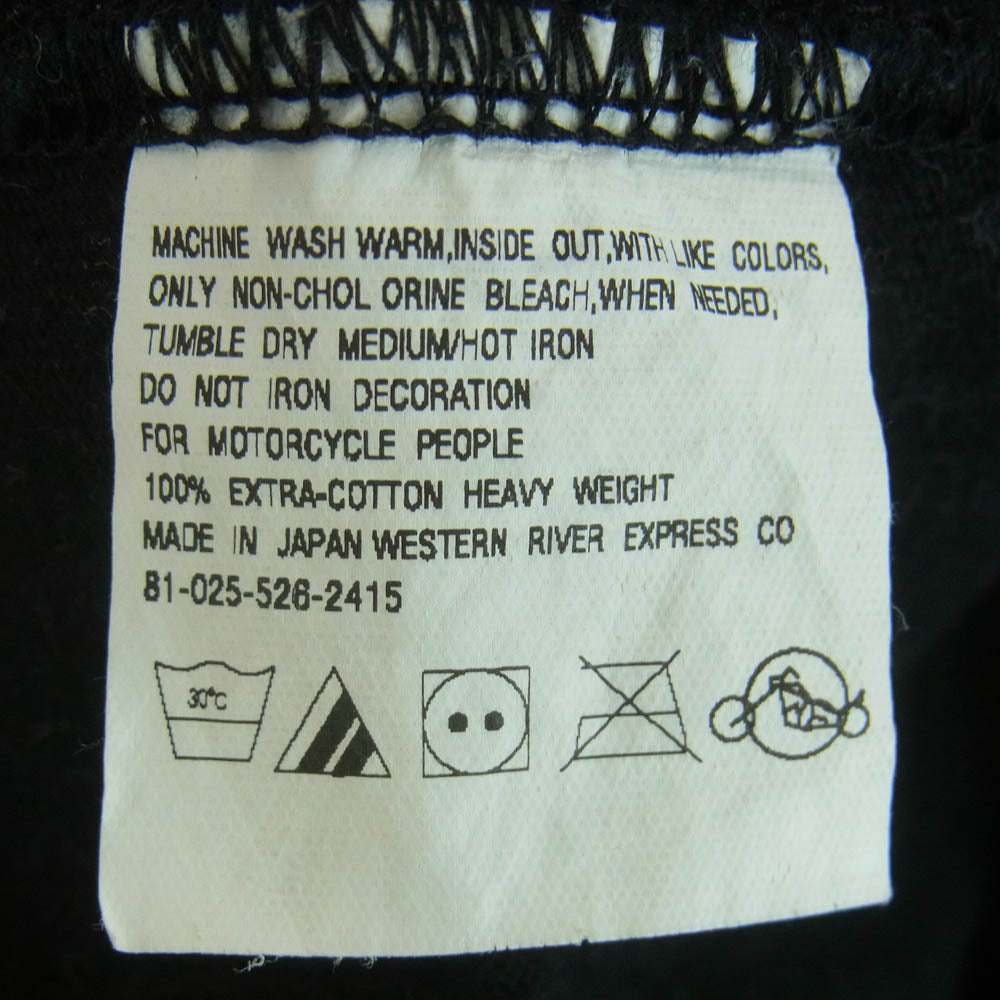 MACHINE WASH WARM,INSIDE OUT,WITH LIKE COLORS,
ONLY NON-CHOL ORINE BLEACH,WHEN NEEDED,
TUMBLE DRY MEDIUM/HOT IRON
DO NOT IRON DECORATION
FOR MOTORCYCLE PEOPLE
100% EXTRA-COTTON HEAVY WEIGHT
MADE IN JAPAN WESTERN RIVER EXPRESS CO
81-025-526-2415
30°C